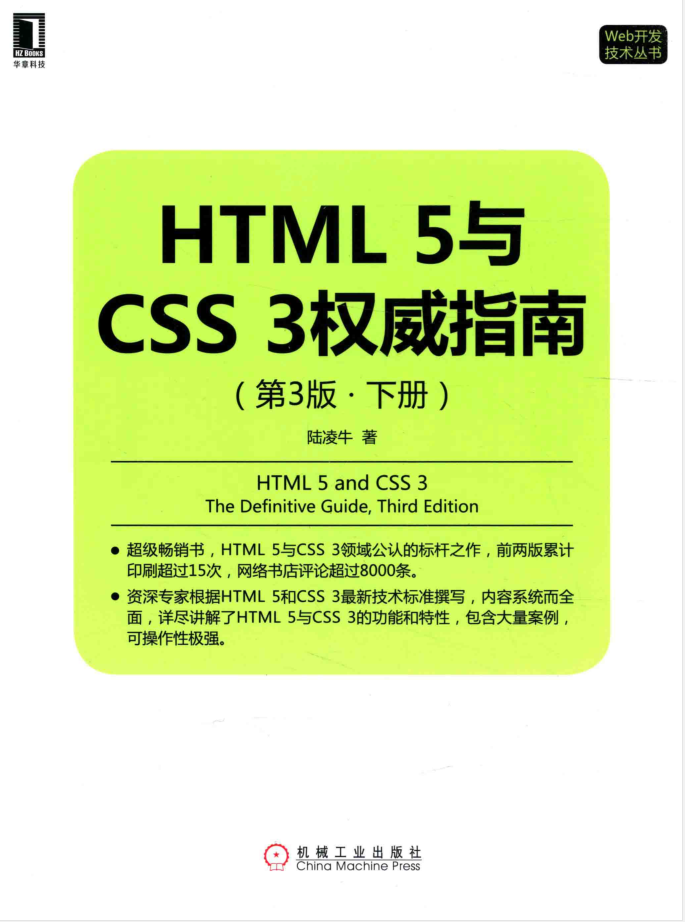 HZ BOOKS
华章科技
Web开发
技术丛书
HTML 5与
CSS 3权威指南
（第3版·下册）
陆凌牛 著
HTML 5 and CSS 3
The Definitive Guide, Third Edition
● 超级畅销书，HTML 5与CSS 3领域公认的标杆之作，前两版累计
印刷超过15次，网络书店评论超过8000条。
● 资深专家根据HTML 5和CSS 3最新技术标准撰写，内容系统而全
面，详尽讲解了HTML 5与CSS 3的功能和特性，包含大量案例，
可操作性极强。
机械工业出版社
China Machine Press